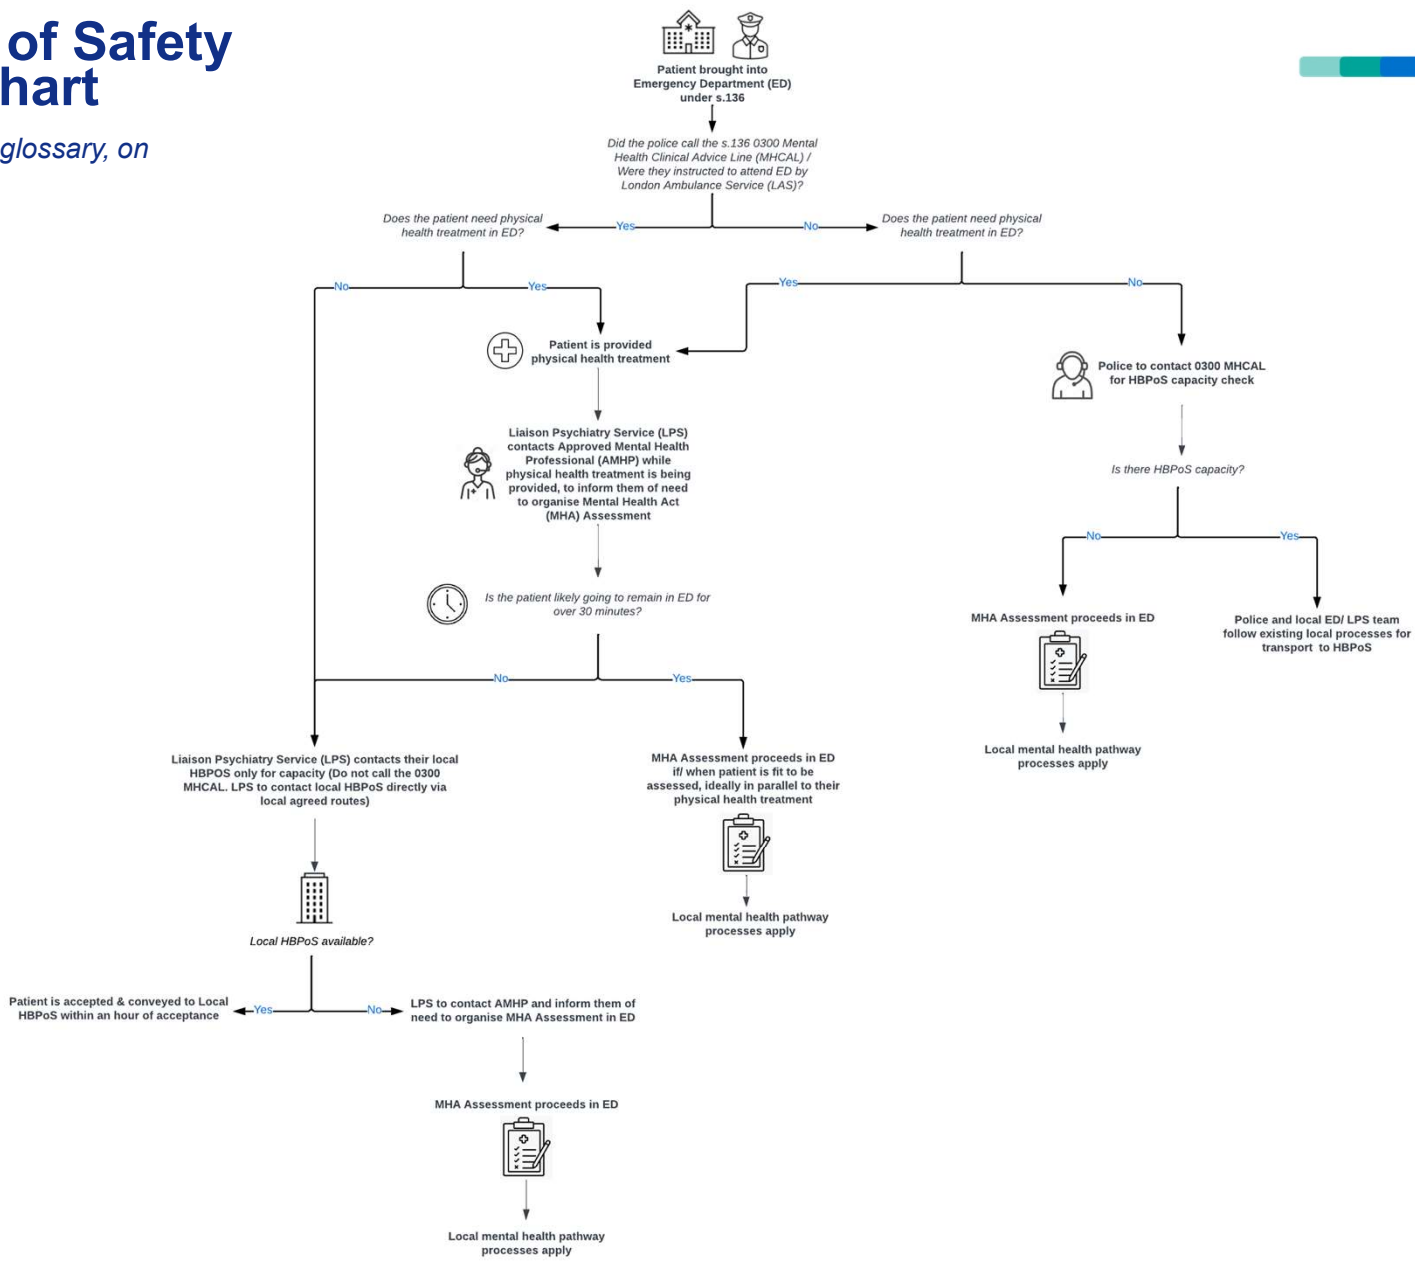 of Safety
hart
glossary, on
Patient brought into
Emergency Department (ED)
under s.136
Did the police call the s.136 0300 Mental
Health Clinical Advice Line (MHCAL) /
Were they instructed to attend ED by
London Ambulance Service (LAS)?
Yes
No
Does the patient need physical
health treatment in ED?
Does the patient need physical
health treatment in ED?
No
Yes
Yes
No
Patient is provided
physical health treatment
Police to contact 0300 MHCAL
for HBPoS capacity check
Liaison Psychiatry Service (LPS)
contacts Approved Mental Health
Professional (AMHP) while
physical health treatment is being
provided, to inform them of need
to organise Mental Health Act
(MHA) Assessment
Is there HBPoS capacity?
No
Yes
Is the patient likely going to remain in ED for
over 30 minutes?
MHA Assessment proceeds in ED
Police and local ED/ LPS team
follow existing local processes for
transport to HBPoS
No
Yes
Local mental health pathway
processes apply
Liaison Psychiatry Service (LPS) contacts their local
HBPOS only for capacity (Do not call the 0300
MHCAL. LPS to contact local HBPoS directly via
local agreed routes)
MHA Assessment proceeds in ED
if/ when patient is fit to be
assessed, ideally in parallel to their
physical health treatment
Local mental health pathway
processes apply
Local HBPoS available?
Yes
No
Patient is accepted & conveyed to Local
HBPoS within an hour of acceptance
LPS to contact AMHP and inform them of
need to organise MHA Assessment in ED
MHA Assessment proceeds in ED
Local mental health pathway
processes apply